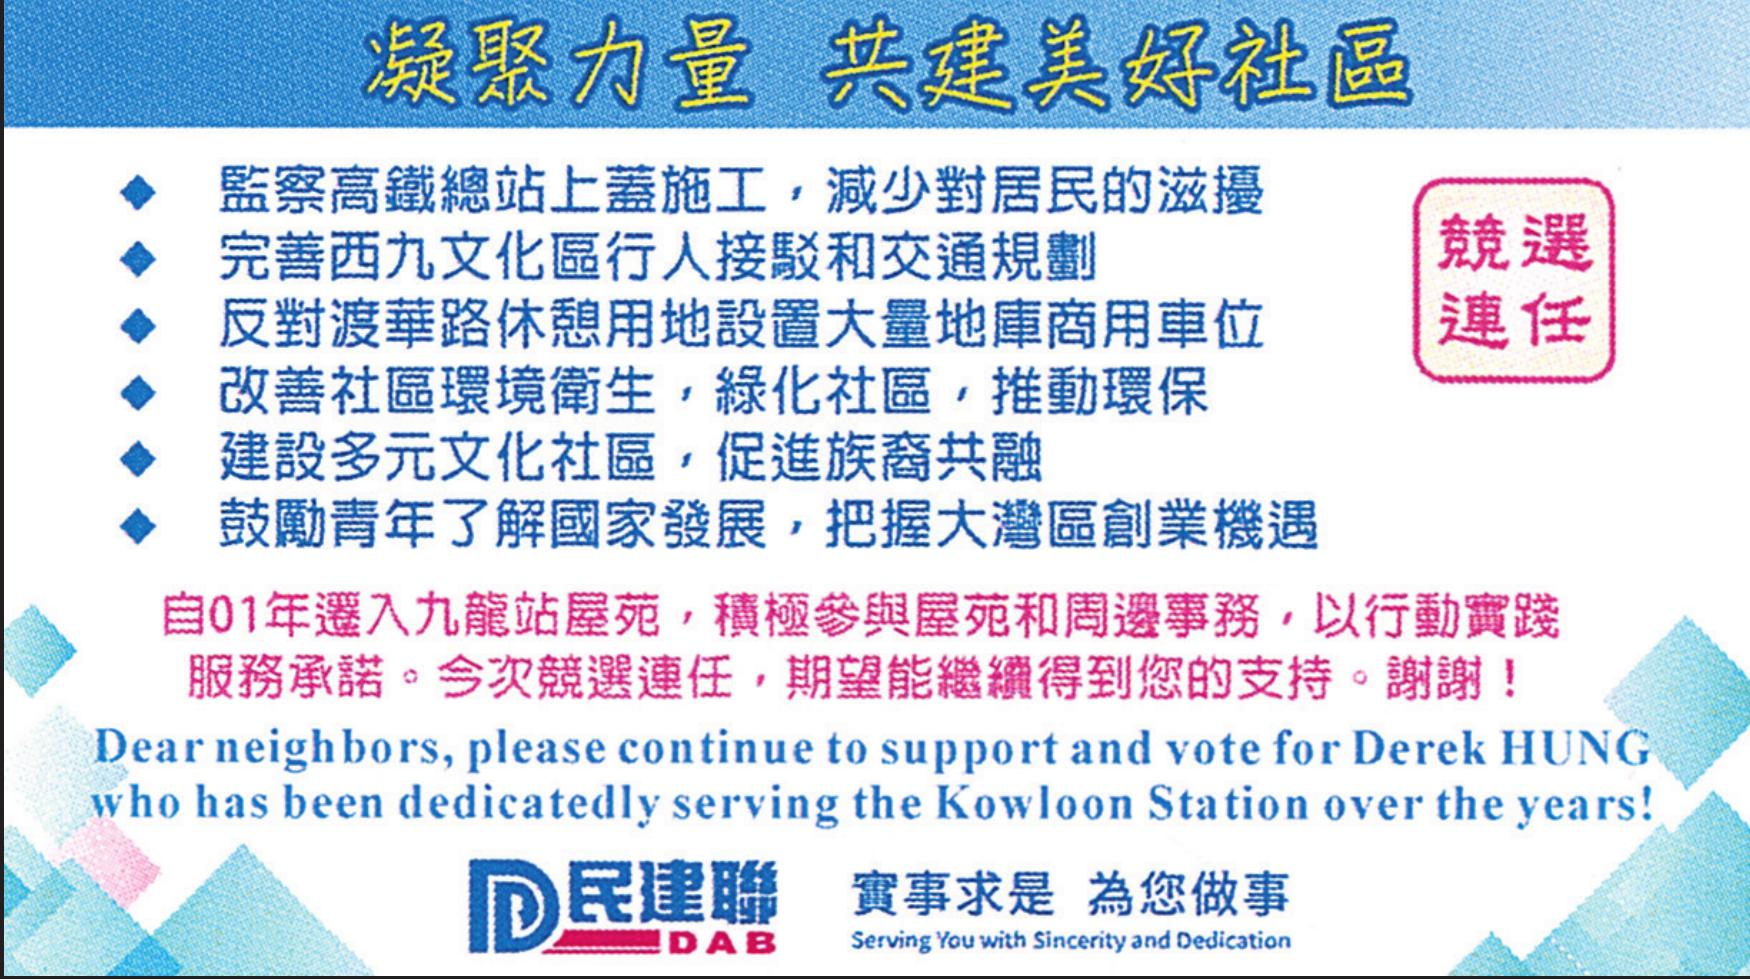 凝聚力量 共建美好社區
監察高鐵總站上蓋施工，減少對居民的滋擾
完善西九文化區行人接駁和交通規劃
反對渡華路休憩用地設置大量地庫商用車位
改善社區環境衛生，綠化社區，推動環保
建設多元文化社區，促進族裔共融
鼓勵青年了解國家發展，把握大灣區創業機遇
競選
連任
自01年遷入九龍站屋苑，積極參與屋苑和周邊事務，以行動實踐
服務承諾。今次競選連任，期望能繼續得到您的支持。謝謝！
Dear neighbors, please continue to support and vote for Derek HUNG
who has been dedicatedly serving the Kowloon Station over the years!
民建聯
DAB
實事求是 為您做事
Serving You with Sincerity and Dedication